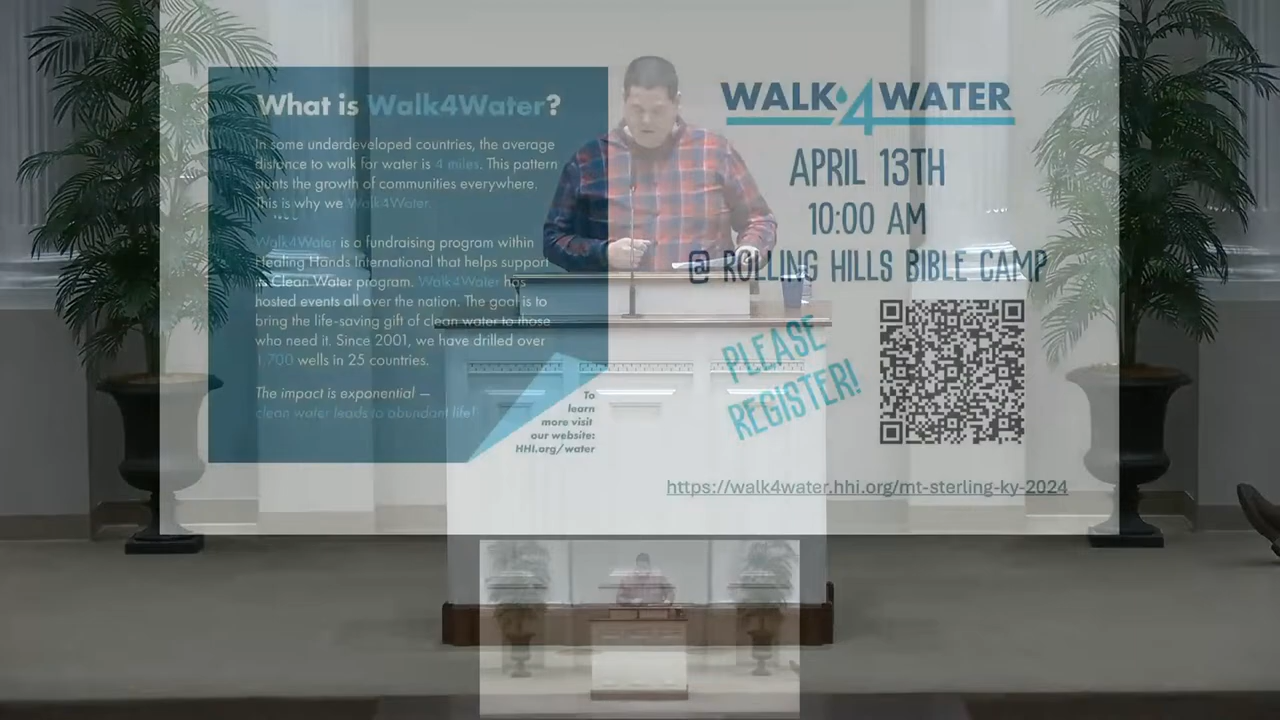 What is Walk4Water?
In some underdeveloped countries, the average
distance to walk for water is 4 miles. This pattern
stunts the growth of communities everywhere.
This is why we Walk4Water.
Walk4Water is a fundraising program within
Healing Hands International that helps support
its Clean Water program. Walk4Water has
hosted events all over the nation. The goal is to
bring the life-saving gift of clean water to those
who need it. Since 2001, we have drilled over
1,700 wells in 25 countries.
The impact is exponential —
clean water leads to abundant life!
To
learn
more visit
our website:
HHI.org/water
WALK 4 WATER
APRIL 13TH
10:00 AM
@ ROLLING HILLS BIBLE CAMP
PLEASE
REGISTER!
https://walk4water.hhi.org/mt-sterling-ky-2024